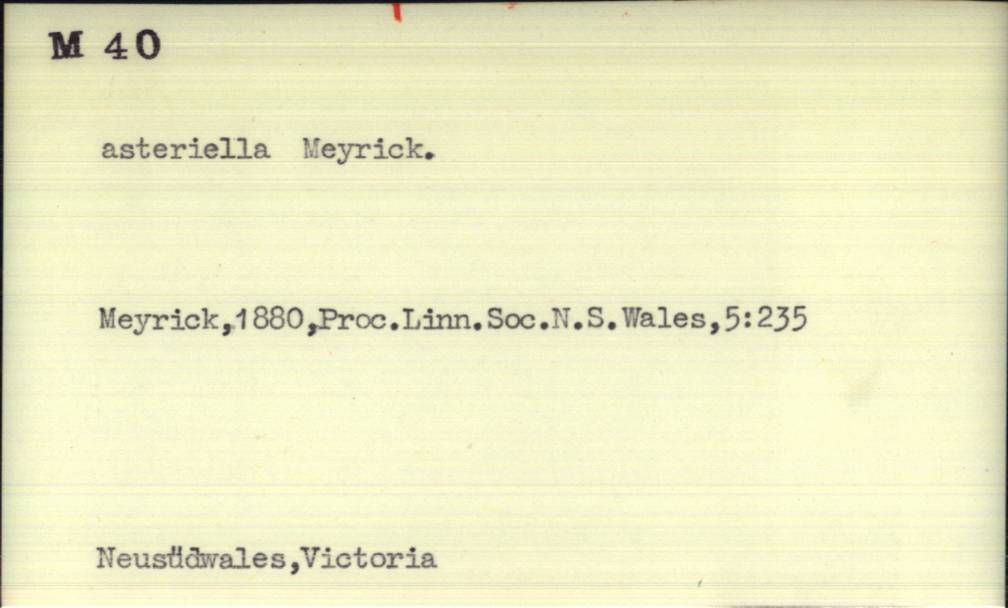 M 40
asteriella Meyrick.
Meyrick,1880,Proc.Linn.Soc.N.S.Wales,5:235
Neusüdwales,Victoria